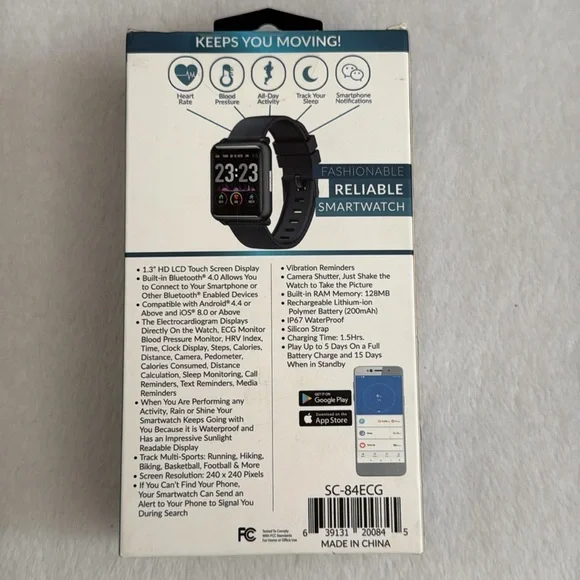 KEEPS YOU MOVING!
Heart
Rate
Blood
Pressure
All-Day
Activity
Track Your
Sleep
Smartphone
Notifications
23:23
FASHIONABLE
RELIABLE
SMARTWATCH
• 1.3" HD LCD Touch Screen Display
• Built-in Bluetooth® 4.0 Allows You
to Connect to Your Smartphone or
Other Bluetooth® Enabled Devices
• Compatible with Android® 4.4 or
Above and iOS® 8.0 or Above
• The Electrocardiogram Displays
Directly On the Watch, ECG Monitor
Blood Pressure Monitor, HRV Index,
Time, Clock Display, Steps, Calories,
Distance, Camera, Pedometer,
Calories Consumed, Distance
Calculation, Sleep Monitoring, Call
Reminders, Text Reminders, Media
Reminders
• When You Are Performing any
Activity, Rain or Shine Your
Smartwatch Keeps Going with
You Because it is Waterproof and
Has an Impressive Sunlight
Readable Display
• Track Multi-Sports: Running, Hiking,
Biking, Basketball, Football & More
• Screen Resolution: 240 x 240 Pixels
• If You Can't Find Your Phone,
Your Smartwatch Can Send an
Alert to Your Phone to Signal You
During Search
• Vibration Reminders
• Camera Shutter, Just Shake the
Watch to Take the Picture
• Built-in RAM Memory: 128MB
• Rechargeable Lithium-ion
Polymer Battery (200mAh)
• IP67 WaterProof
• Silicon Strap
• Charging Time: 1.5Hrs.
• Play Up to 5 Days On a Full
Battery Charge and 15 Days
When in Standby
GET IT ON
Google Play
Download on the
App Store
SC-84ECG
6 39131 20084 5
MADE IN CHINA
FC
Tested To Comply
With FCC Standards
For Home or Office Use